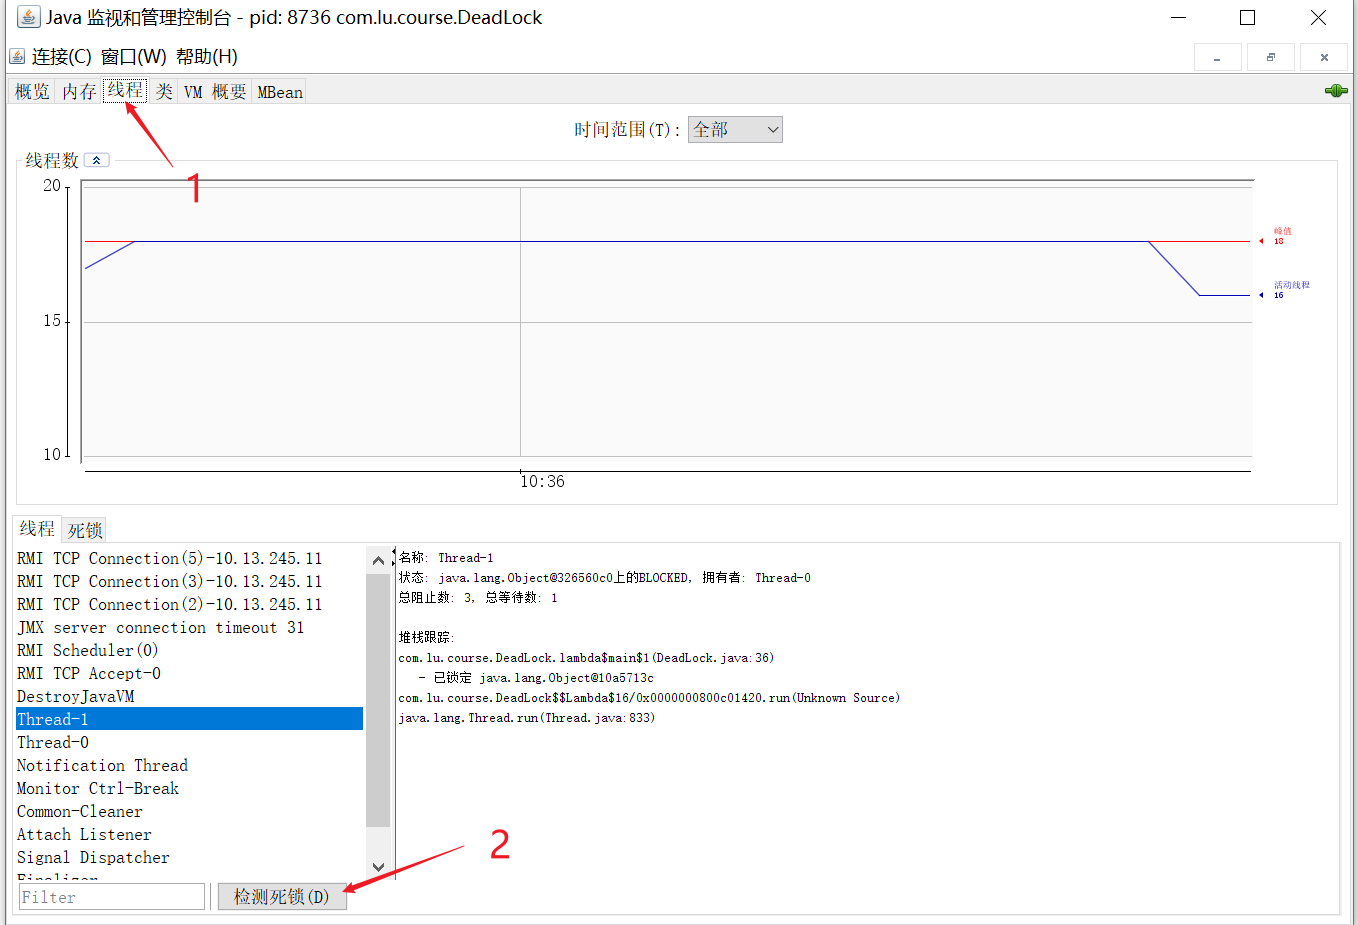 Java 监视和管理控制台 - pid: 8736 com.lu.course.DeadLock
连接(C) 窗口(W) 帮助(H)
概览 内存 线程 类 VM 概要 MBean
1
时间范围(T): 全部
线程数
20
15
10
峰值
18
活动线程
16
10:36
线程 死锁
RMI TCP Connection(5)-10.13.245.11
RMI TCP Connection(3)-10.13.245.11
RMI TCP Connection(2)-10.13.245.11
JMX server connection timeout 31
RMI Scheduler(0)
RMI TCP Accept-0
DestroyJavaVM
Thread-1
Thread-0
Notification Thread
Monitor Ctrl-Break
Common-Cleaner
Attach Listener
Signal Dispatcher
Finalizer
名称: Thread-1
状态: java.lang.Object@326560c0上的BLOCKED, 拥有者: Thread-0
总阻止数: 3, 总等待数: 1
堆栈跟踪:
com.lu.course.DeadLock.lambda$main$1(DeadLock.java:36)
- 已锁定 java.lang.Object@10a5713c
com.lu.course.DeadLock$$Lambda$16/0x0000000800c01420.run(Unknown Source)
java.lang.Thread.run(Thread.java:833)
2
Filter
检测死锁(D)